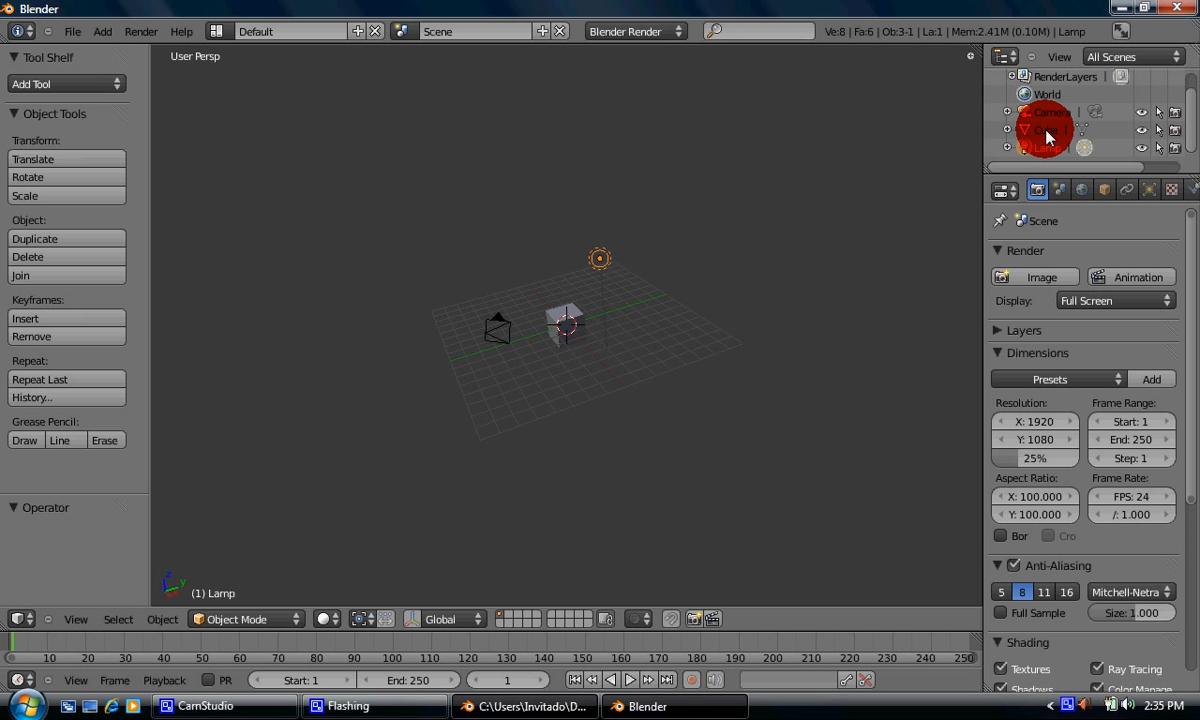 Blender
File Add Render Help Default Scene Blender Render Ve:8 | Fa:6 | Ob:3-1 | La:1 | Mem:2.41M (0.10M) | Lamp
Tool Shelf
Add Tool
Object Tools
Transform:
Translate
Rotate
Scale
Object:
Duplicate
Delete
Join
Keyframes:
Insert
Remove
Repeat:
Repeat Last
History...
Grease Pencil:
Draw Line Erase
Operator
User Persp
(1) Lamp
View All Scenes
RenderLayers
World
Camera
Cube
Lamp
Scene
Render
Image Animation
Display: Full Screen
Layers
Dimensions
Presets Add
Resolution: Frame Range:
X: 1920 Start: 1
Y: 1080 End: 250
25% Step: 1
Aspect Ratio: Frame Rate:
X: 100.000 FPS: 24
Y: 100.000 /: 1.000
Bor Cro
Anti-Aliasing
5 8 11 16 Mitchell-Netra
Full Sample Size: 1.000
Shading
Textures Ray Tracing
Shadows Color Manage
View Select Object Object Mode Global
10 20 30 40 50 60 70 80 90 100 110 120 130 140 150 160 170 180 190 200 210 220 230 240 250
View Frame Playback PR Start: 1 End: 250 1
CamStudio Flashing C:\Users\Invitado\D... Blender 2:35 PM